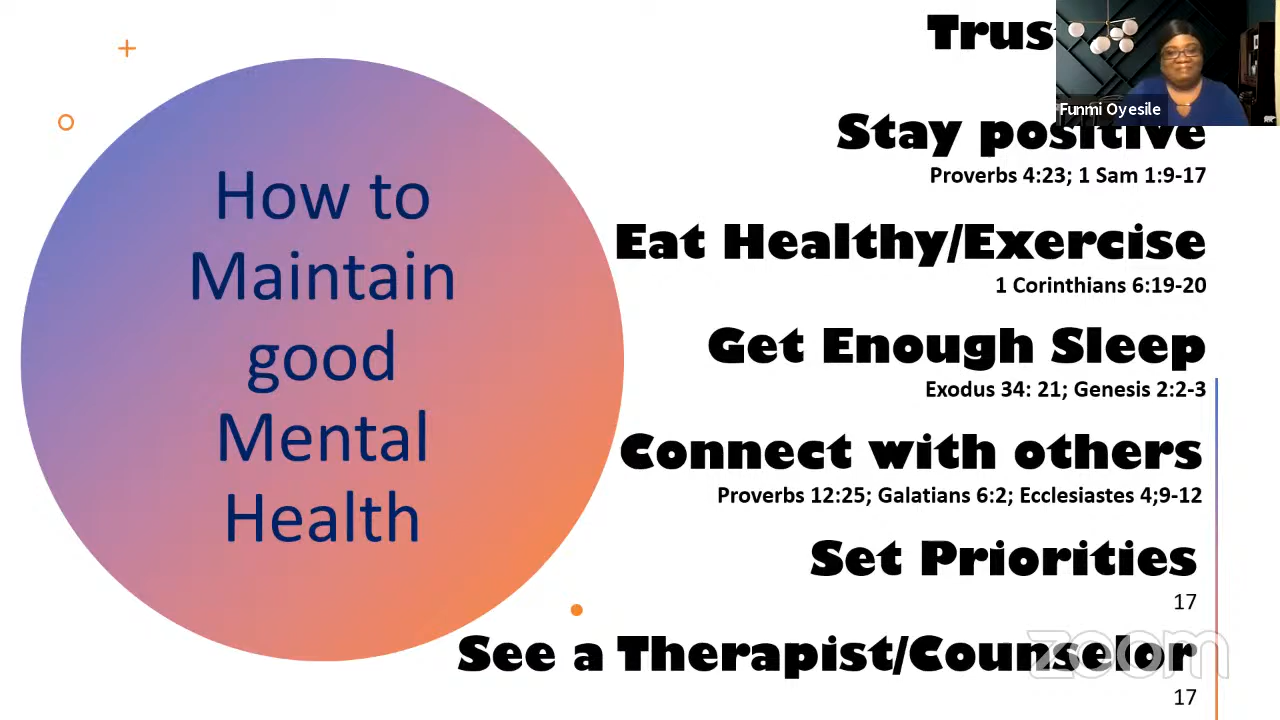 How to
Maintain
good
Mental
Health
Funmi Oyesile
Stay positive
Proverbs 4:23; 1 Sam 1:9-17
Eat Healthy/Exercise
1 Corinthians 6:19-20
Get Enough Sleep
Exodus 34: 21; Genesis 2:2-3
Connect with others
Proverbs 12:25; Galatians 6:2; Ecclesiastes 4;9-12
Set Priorities
17
See a Therapist/Counselor
zoom
17